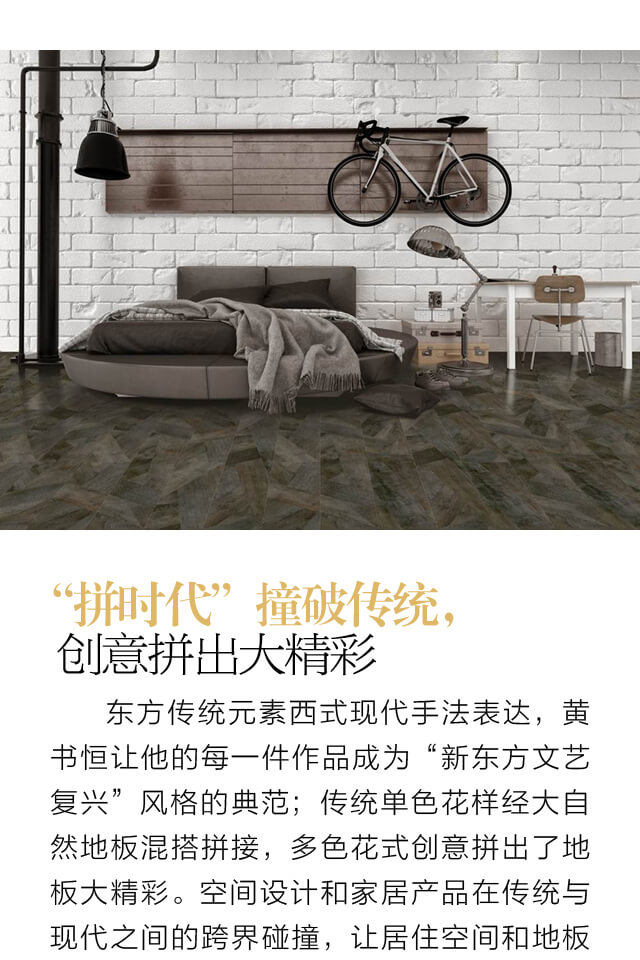 “拼时代”撞破传统，
创意拼出大精彩
东方传统元素西式现代手法表达，黄
书恒让他的每一件作品成为“新东方文艺
复兴”风格的典范；传统单色花样经大自
然地板混搭拼接，多色花式创意拼出了地
板大精彩。空间设计和家居产品在传统与
现代之间的跨界碰撞，让居住空间和地板